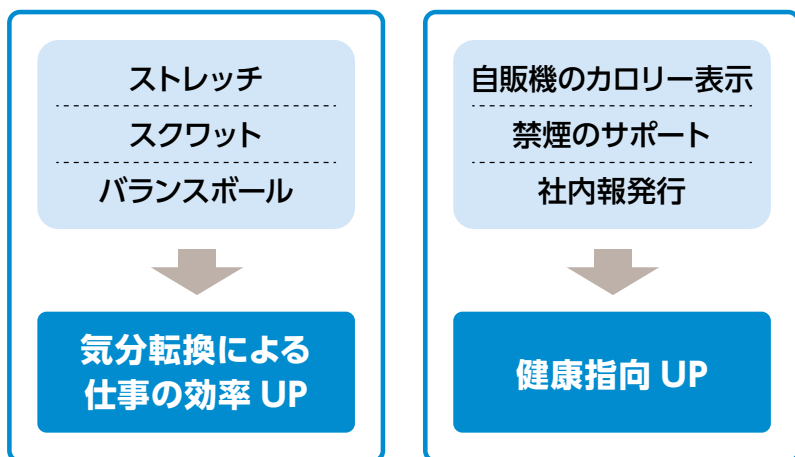 ストレッチ
スクワット
バランスボール
気分転換による
仕事の効率 UP
自販機のカロリー表示
禁煙のサポート
社内報発行
健康指向 UP